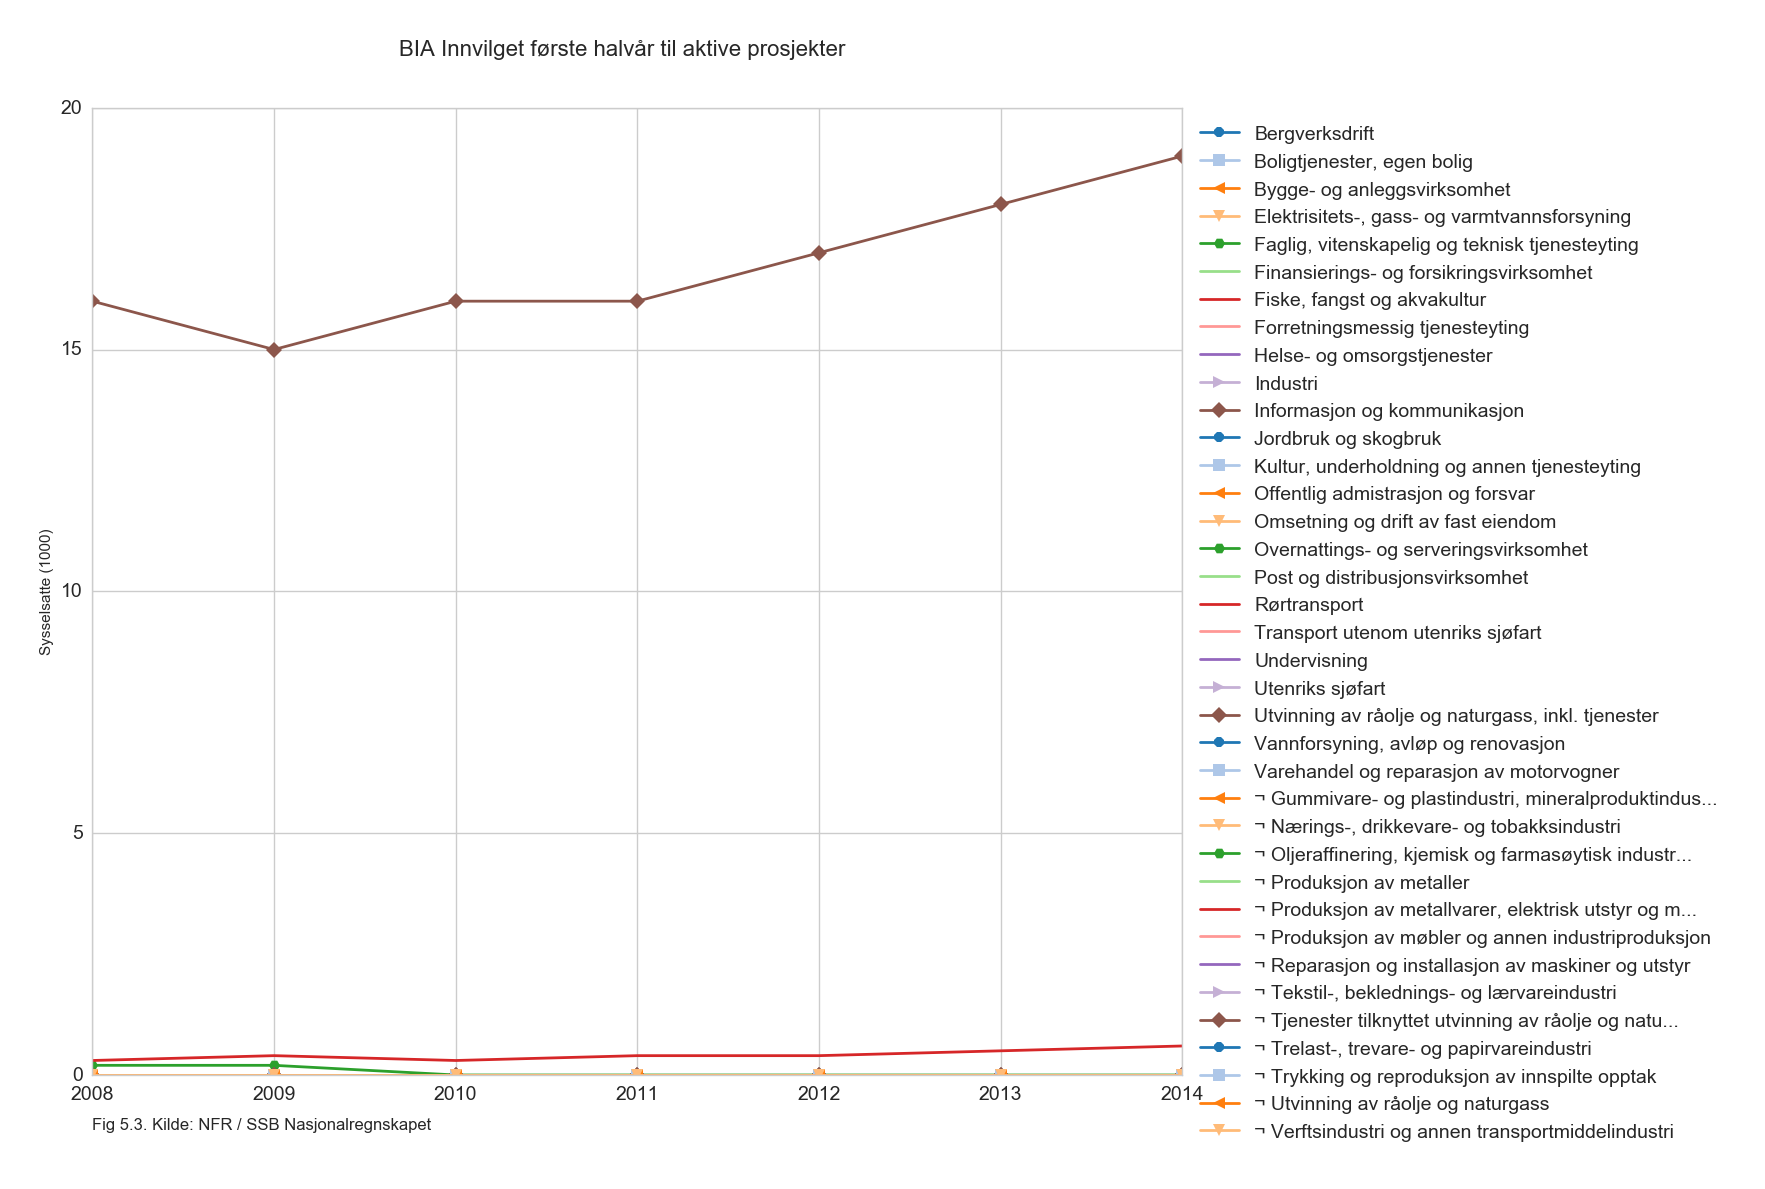 BIA Innvilget første halvår til aktive prosjekter
20
15
10
5
0
Sysselsatte (1000)
2008 2009 2010 2011 2012 2013 2014
Fig 5.3. Kilde: NFR / SSB Nasjonalregnskapet
Bergverksdrift
Boligtjenester, egen bolig
Bygge- og anleggsvirksomhet
Elektrisitets-, gass- og varmtvannsforsyning
Faglig, vitenskapelig og teknisk tjenesteyting
Finansierings- og forsikringsvirksomhet
Fiske, fangst og akvakultur
Forretningsmessig tjenesteyting
Helse- og omsorgstjenester
Industri
Informasjon og kommunikasjon
Jordbruk og skogbruk
Kultur, underholdning og annen tjenesteyting
Offentlig admistrasjon og forsvar
Omsetning og drift av fast eiendom
Overnattings- og serveringsvirksomhet
Post og distribusjonsvirksomhet
Rørtransport
Transport utenom utenriks sjøfart
Undervisning
Utenriks sjøfart
Utvinning av råolje og naturgass, inkl. tjenester
Vannforsyning, avløp og renovasjon
Varehandel og reparasjon av motorvogner
¬ Gummivare- og plastindustri, mineralproduktindus...
¬ Nærings-, drikkevare- og tobakksindustri
¬ Oljeraffinering, kjemisk og farmasøytisk industr...
¬ Produksjon av metaller
¬ Produksjon av metallvarer, elektrisk utstyr og m...
¬ Produksjon av møbler og annen industriproduksjon
¬ Reparasjon og installasjon av maskiner og utstyr
¬ Tekstil-, beklednings- og lærvareindustri
¬ Tjenester tilknyttet utvinning av råolje og natu...
¬ Trelast-, trevare- og papirvareindustri
¬ Trykking og reproduksjon av innspilte opptak
¬ Utvinning av råolje og naturgass
¬ Verftsindustri og annen transportmiddelindustri